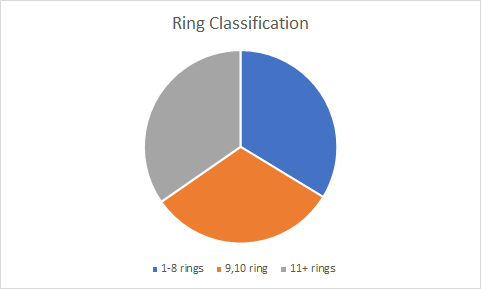 Ring Classification
1-8 rings 9,10 ring 11+ rings